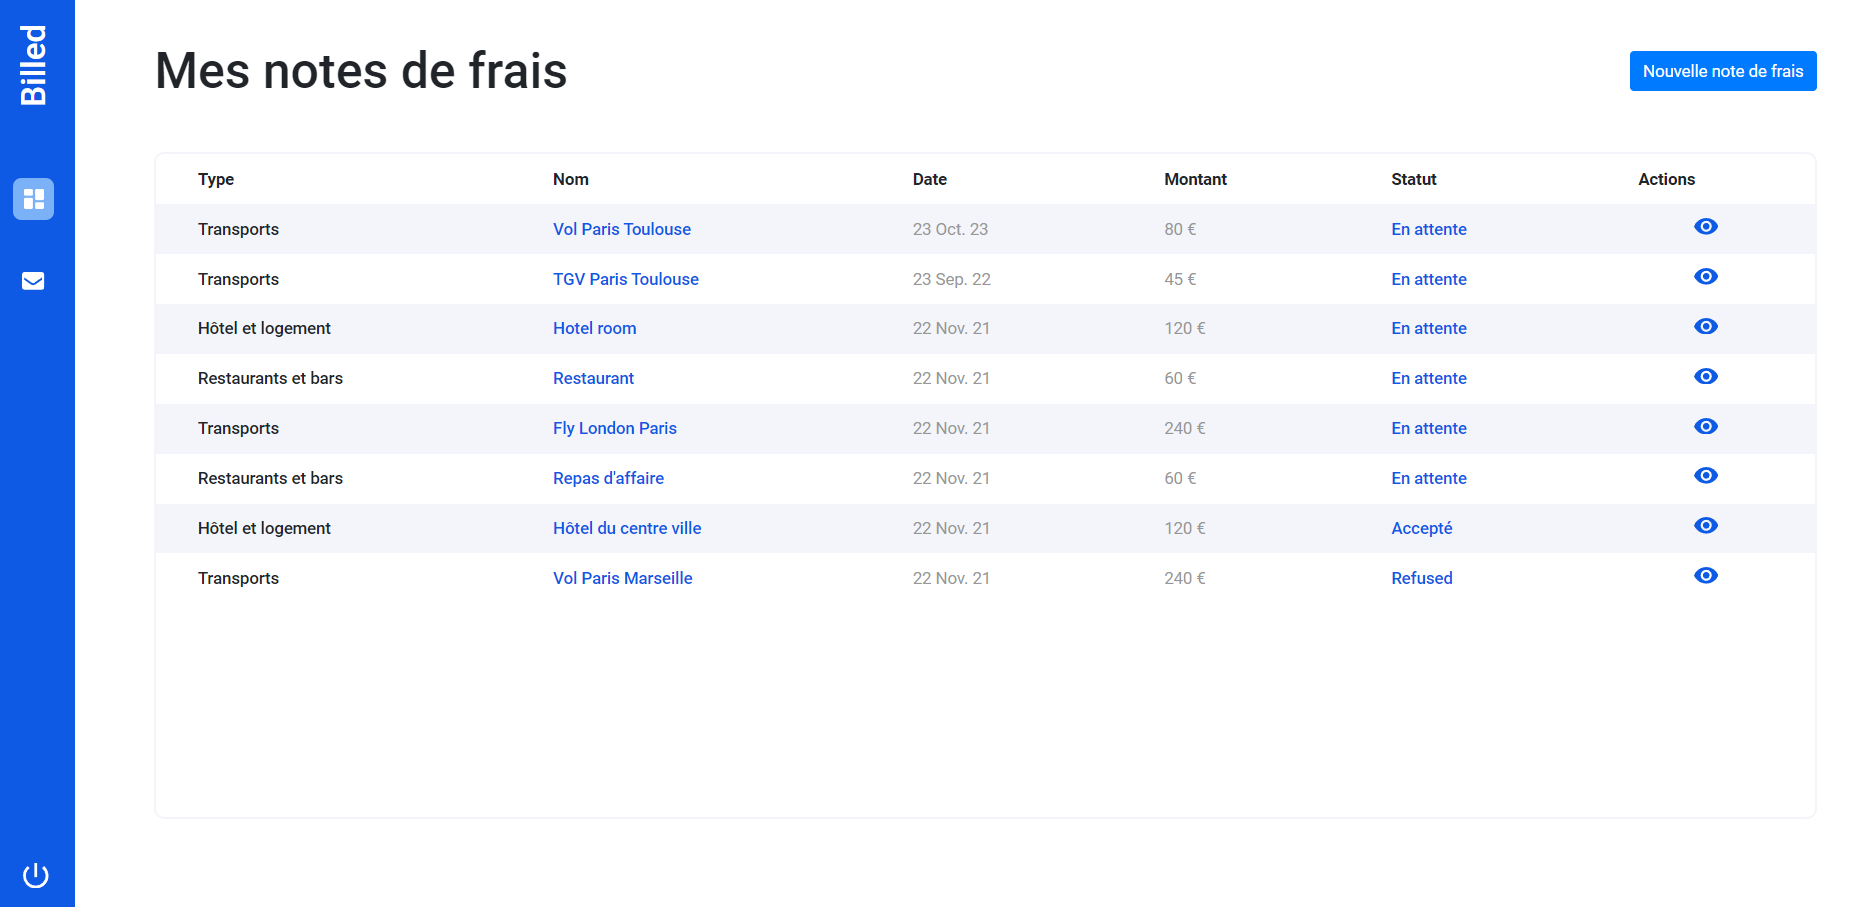 Billed
Mes notes de frais
Nouvelle note de frais
Type Nom Date Montant Statut Actions
Transports Vol Paris Toulouse 23 Oct. 23 80 € En attente
Transports TGV Paris Toulouse 23 Sep. 22 45 € En attente
Hôtel et logement Hotel room 22 Nov. 21 120 € En attente
Restaurants et bars Restaurant 22 Nov. 21 60 € En attente
Transports Fly London Paris 22 Nov. 21 240 € En attente
Restaurants et bars Repas d'affaire 22 Nov. 21 60 € En attente
Hôtel et logement Hôtel du centre ville 22 Nov. 21 120 € Accepté
Transports Vol Paris Marseille 22 Nov. 21 240 € Refused